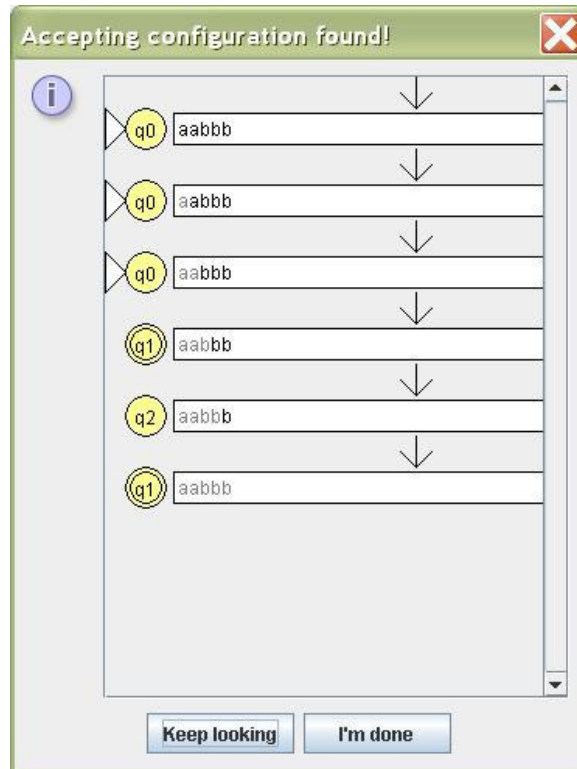 Accepting configuration found!
i
q0 aabbb
q0 aabbb
q0 aabbb
q1 aabbb
q2 aabbb
q1 aabbb
Keep looking I'm done